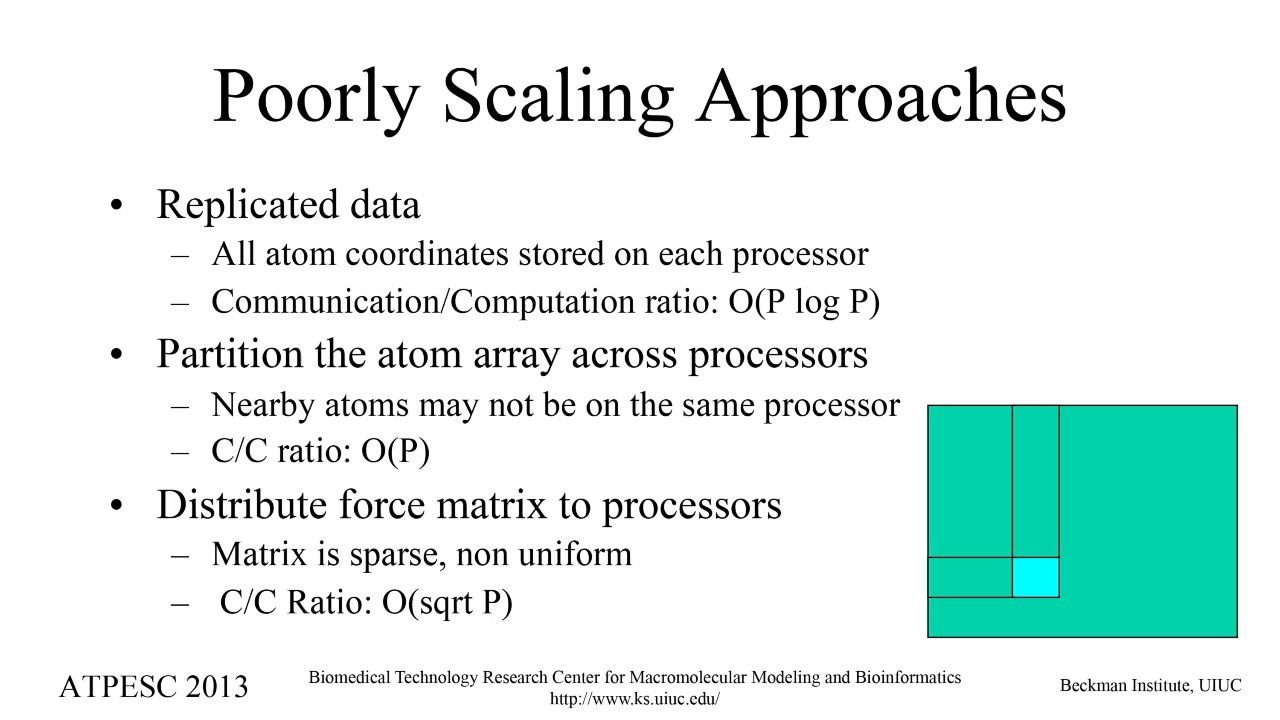 Poorly Scaling Approaches
• Replicated data
– All atom coordinates stored on each processor
– Communication/Computation ratio: O(P log P)
• Partition the atom array across processors
– Nearby atoms may not be on the same processor
– C/C ratio: O(P)
• Distribute force matrix to processors
– Matrix is sparse, non uniform
– C/C Ratio: O(sqrt P)
ATPESC 2013
Biomedical Technology Research Center for Macromolecular Modeling and Bioinformatics
http://www.ks.uiuc.edu/
Beckman Institute, UIUC